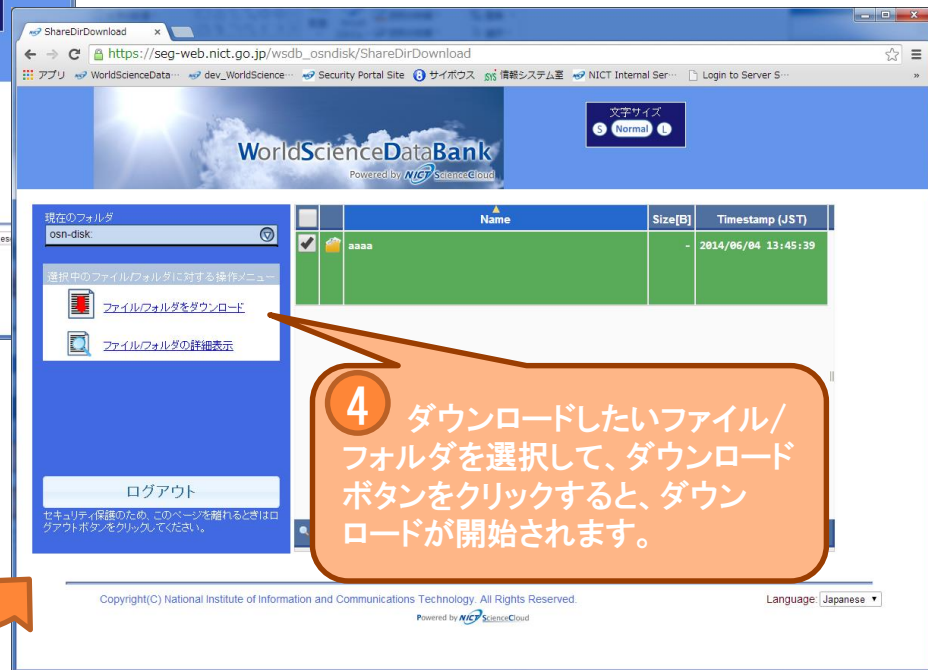 ShareDirDownload
https://seg-web.nict.go.jp/wsdb_osndisk/ShareDirDownload
アプリ WorldScienceData… dev_WorldScience… Security Portal Site サイボウス 情報システム室 NICT Internal Ser… Login to Server S… »
WorldScienceDataBank
Powered by NICT ScienceCloud
文字サイズ
S Normal L
現在のフォルダ
osn-disk:
選択中のファイル/フォルダに対する操作メニュー
ファイル/フォルダをダウンロード
ファイル/フォルダの詳細表示
Name Size[B] Timestamp (JST)
aaaa - 2014/06/04 13:45:39
④ ダウンロードしたいファイル/
フォルダを選択して、ダウンロード
ボタンをクリックすると、ダウン
ロードが開始されます。
ログアウト
セキュリティ保護のため、このページを離れるときはロ
グアウトボタンをクリックしてください。
Copyright(C) National Institute of Information and Communications Technology. All Rights Reserved.
Language: Japanese
Powered by NICT ScienceCloud